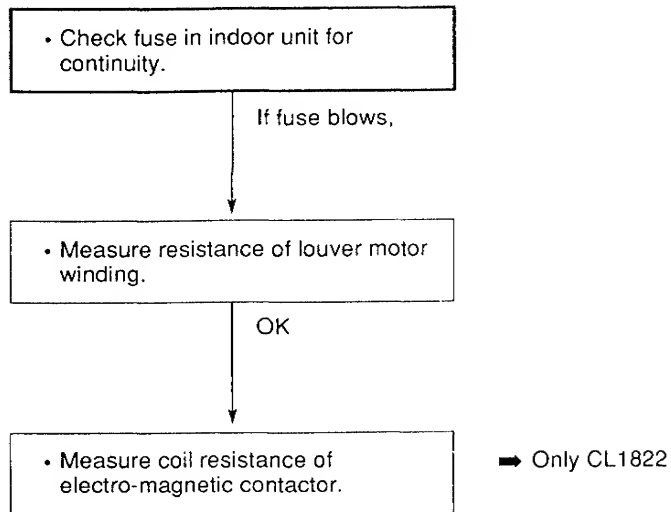 • Check fuse in indoor unit for
continuity.
If fuse blows,
• Measure resistance of louver motor
winding.
OK
• Measure coil resistance of
electro-magnetic contactor.
➡ Only CL1822